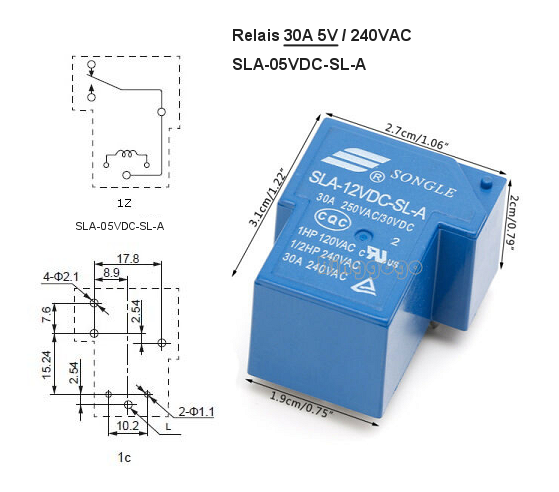 Relais 30A 5V / 240VAC
SLA-05VDC-SL-A
1Z
SLA-05VDC-SL-A
17.8
8.9
4-Φ2.1
7.6
2.54
15.24
2.54
10.2
L
2-Φ1.1
1c
2.7cm/1.06"
3.1cm/1.22"
2cm/0.79"
1.9cm/0.75"
SONGLE
®
SLA-12VDC-SL-A
30A 250VAC/30VDC
CQC
2
1HP 120VAC c US
1/2HP 240VAC
30A 240VAC